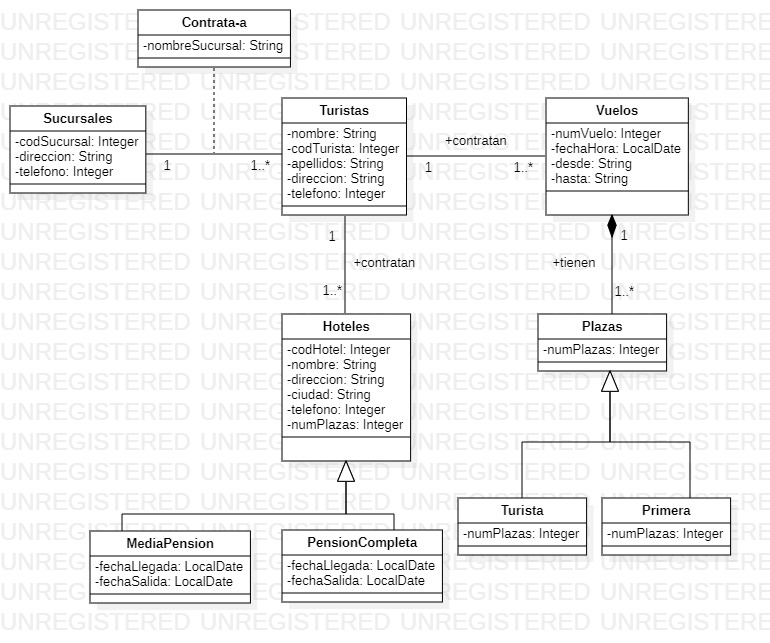 Contrata-a
-nombreSucursal: String
Sucursales
-codSucursal: Integer
-direccion: String
-telefono: Integer
1
1..*
Turistas
-nombre: String
-codTurista: Integer
-apellidos: String
-direccion: String
-telefono: Integer
+contratan
1
1..*
Vuelos
-numVuelo: Integer
-fechaHora: LocalDate
-desde: String
-hasta: String
1
+contratan
1..*
1
+tienen
1..*
Hoteles
-codHotel: Integer
-nombre: String
-direccion: String
-ciudad: String
-telefono: Integer
-numPlazas: Integer
Plazas
-numPlazas: Integer
Turista
-numPlazas: Integer
Primera
-numPlazas: Integer
MediaPension
-fechaLlegada: LocalDate
-fechaSalida: LocalDate
PensionCompleta
-fechaLlegada: LocalDate
-fechaSalida: LocalDate
UNREGISTERED